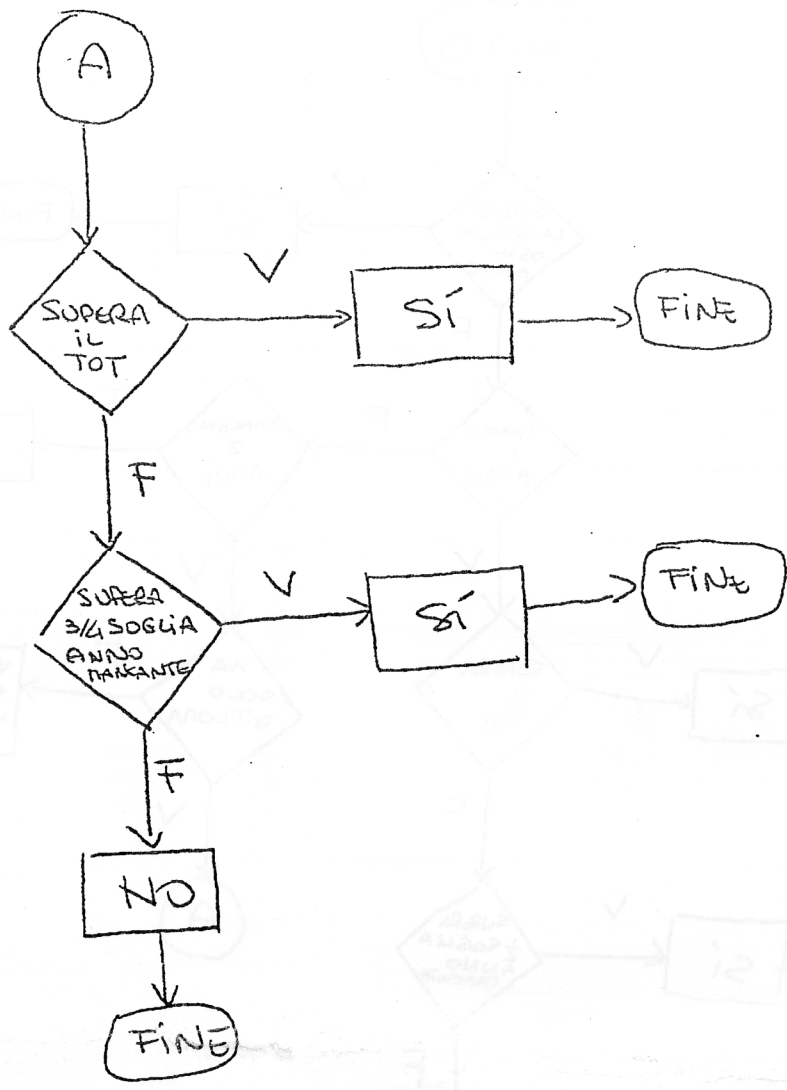 A
V
SUPERA
iL
TOT
SÍ
FiNE
F
SUPERA
3/4 SOGLiA
ANNO
MANCANTE
V
SÍ
FiNE
F
NO
FiNE